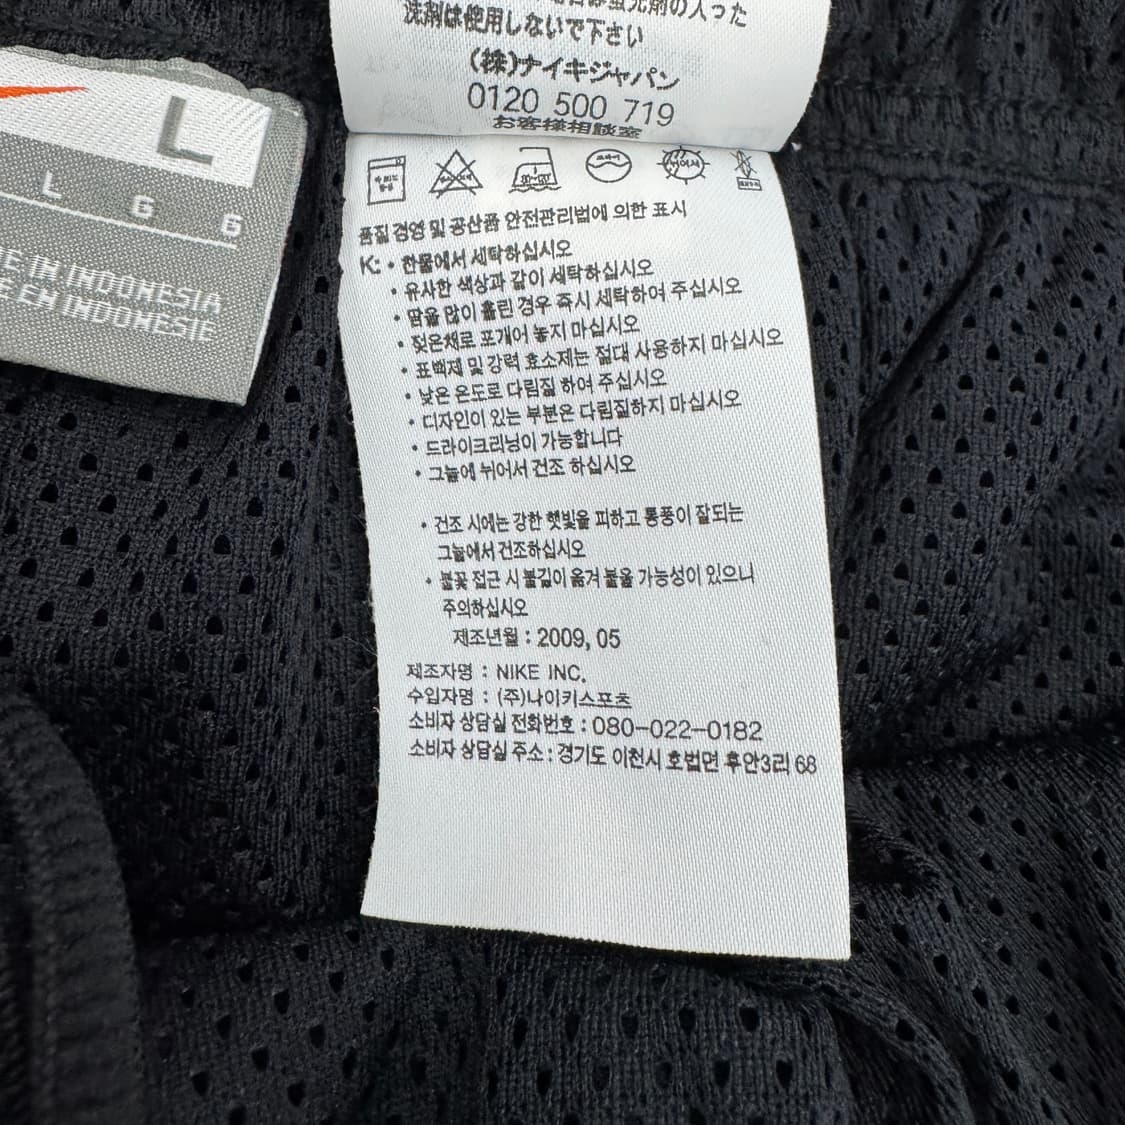 の入った
洗剤は使用しないで下さい
(株)ナイキジャパン
0120 500 719
お客様相談室
L
L G G
E IN INDONESIA
E EN INDONESIE
품질 경영 및 공산품 안전관리법에 의한 표시
K: • 한물에서 세탁하십시오
• 유사한 색상과 같이 세탁하십시오
• 땀을 많이 흘린 경우 즉시 세탁하여 주십시오
• 젖은채로 포개어 놓지 마십시오
• 표백제 및 강력 효소제는 절대 사용하지 마십시오
• 낮은 온도로 다림질 하여 주십시오
• 디자인이 있는 부분은 다림질하지 마십시오
• 드라이크리닝이 가능합니다
• 그늘에 뉘어서 건조 하십시오
• 건조 시에는 강한 햇빛을 피하고 통풍이 잘되는
그늘에서 건조하십시오
• 불꽃 접근 시 불길이 옮겨 붙을 가능성이 있으니
주의하십시오
제조년월 : 2009, 05
제조자명 : NIKE INC.
수입자명 : (주)나이키스포츠
소비자 상담실 전화번호 : 080-022-0182
소비자 상담실 주소 : 경기도 이천시 호법면 후안3리 68